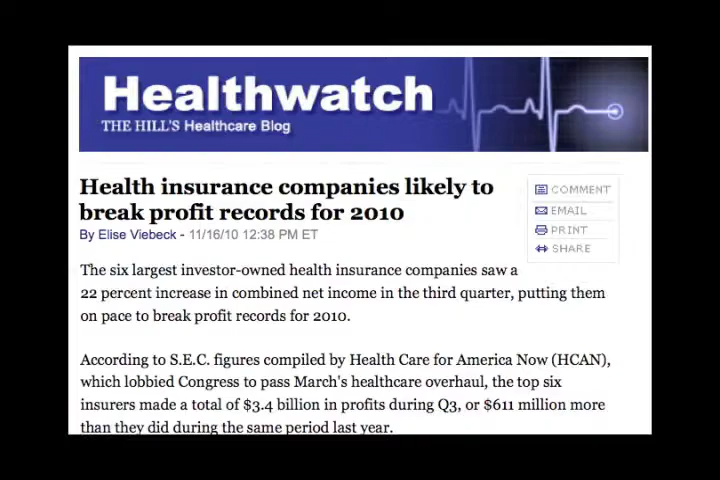 Healthwatch
THE HILL'S Healthcare Blog
Health insurance companies likely to
break profit records for 2010
By Elise Viebeck - 11/16/10 12:38 PM ET
COMMENT
EMAIL
PRINT
SHARE
The six largest investor-owned health insurance companies saw a
22 percent increase in combined net income in the third quarter, putting them
on pace to break profit records for 2010.
According to S.E.C. figures compiled by Health Care for America Now (HCAN),
which lobbied Congress to pass March's healthcare overhaul, the top six
insurers made a total of $3.4 billion in profits during Q3, or $611 million more
than they did during the same period last year.